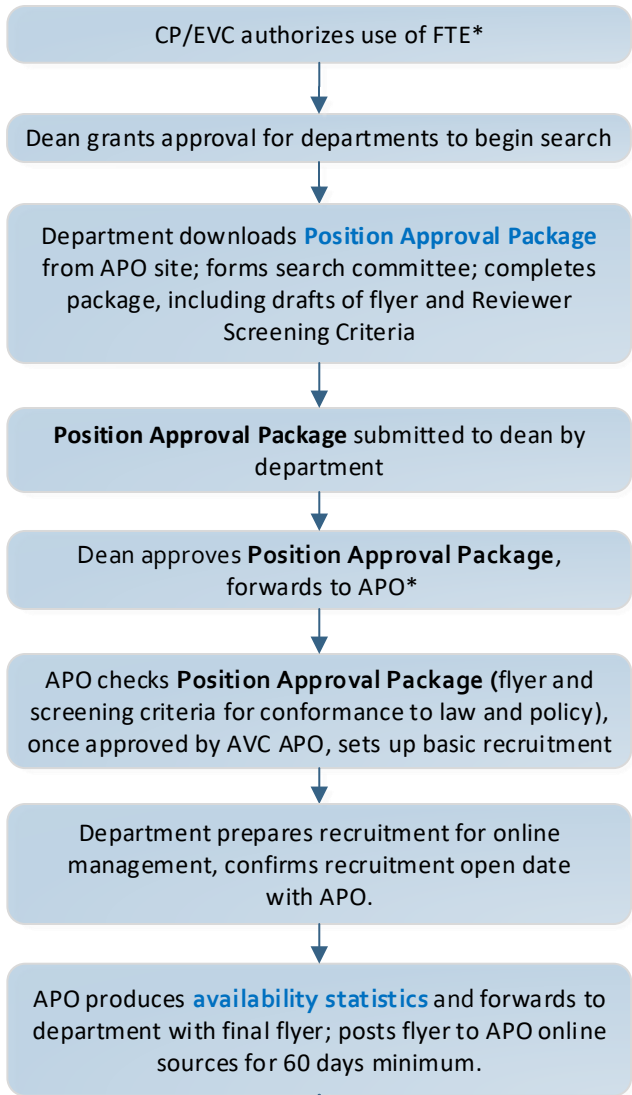 CP/EVC authorizes use of FTE*
Dean grants approval for departments to begin search
Department downloads Position Approval Package
from APO site; forms search committee; completes
package, including drafts of flyer and Reviewer
Screening Criteria
Position Approval Package submitted to dean by
department
Dean approves Position Approval Package,
forwards to APO*
APO checks Position Approval Package (flyer and
screening criteria for conformance to law and policy),
once approved by AVC APO, sets up basic recruitment
Department prepares recruitment for online
management, confirms recruitment open date
with APO.
APO produces availability statistics and forwards to
department with final flyer; posts flyer to APO online
sources for 60 days minimum.